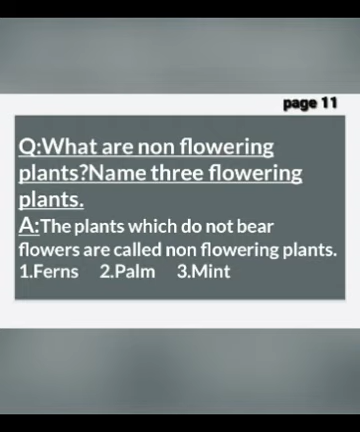 page 11
Q:What are non flowering
plants?Name three flowering
plants.
A:The plants which do not bear
flowers are called non flowering plants.
1.Ferns 2.Palm 3.Mint